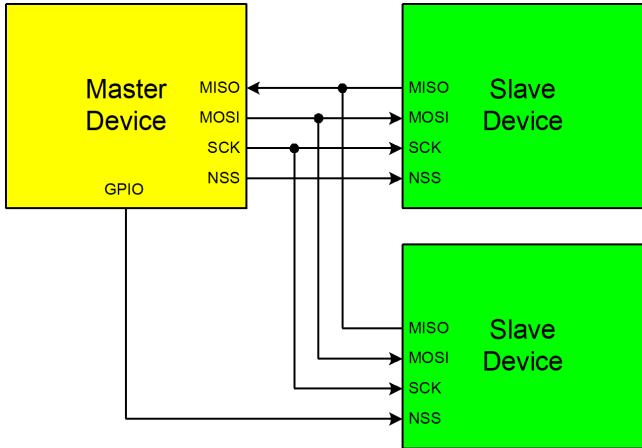 Master
Device
MISO
MOSI
SCK
NSS
GPIO
MISO
MOSI
SCK
NSS
Slave
Device
MISO
MOSI
SCK
NSS
Slave
Device